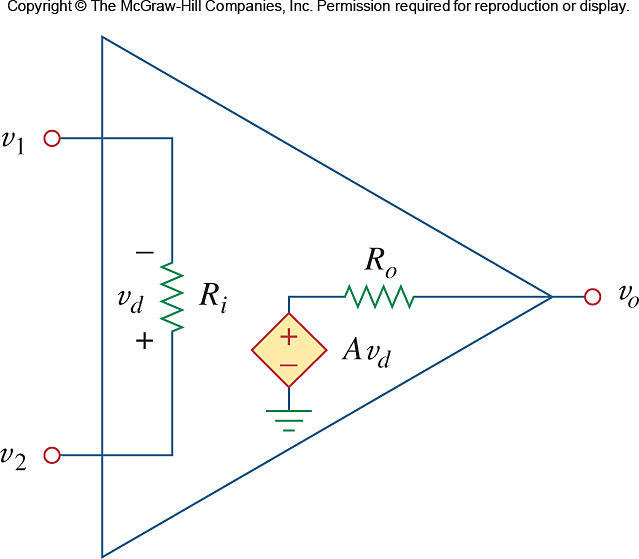 Copyright © The McGraw-Hill Companies, Inc. Permission required for reproduction or display.
v1
−
vd
Ri
+
v2
Ro
+
−
Avd
vo